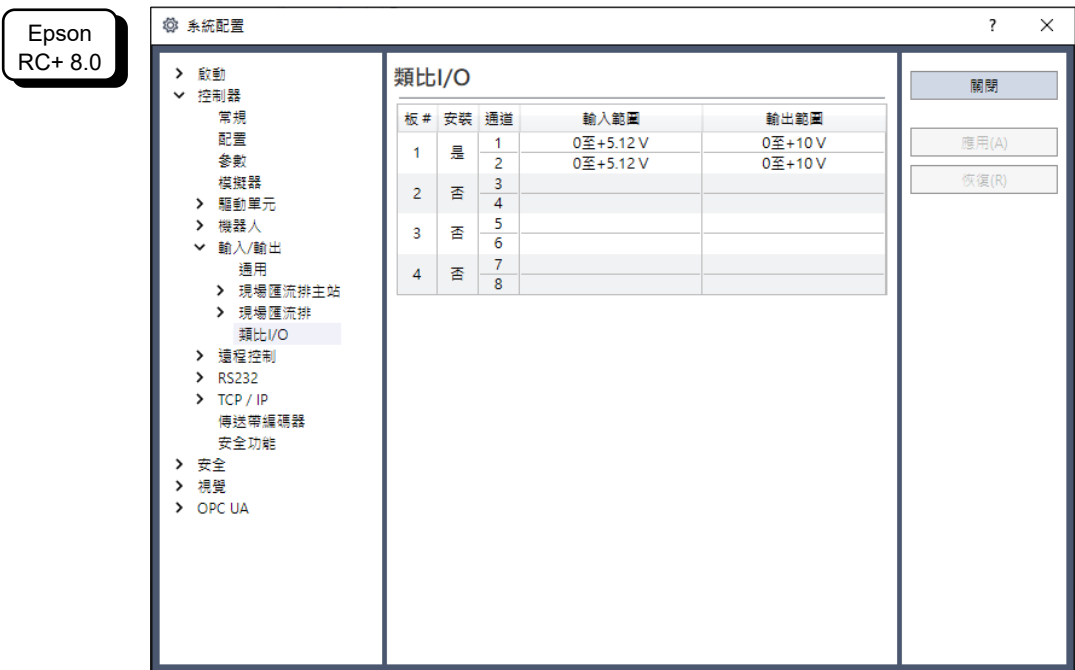 Epson
RC+ 8.0
系統配置
?
啟動
控制器
常規
配置
參數
模擬器
驅動單元
機器人
輸入/輸出
通用
現場匯流排主站
現場匯流排
類比I/O
遠程控制
RS232
TCP / IP
傳送帶編碼器
安全功能
安全
視覺
OPC UA
類比I/O
板 # 安裝 通道 輸入範圍 輸出範圍
1 是 1 0至+5.12 V 0至+10 V
2 0至+5.12 V 0至+10 V
2 否 3
4
3 否 5
6
4 否 7
8
關閉
應用(A)
恢復(R)